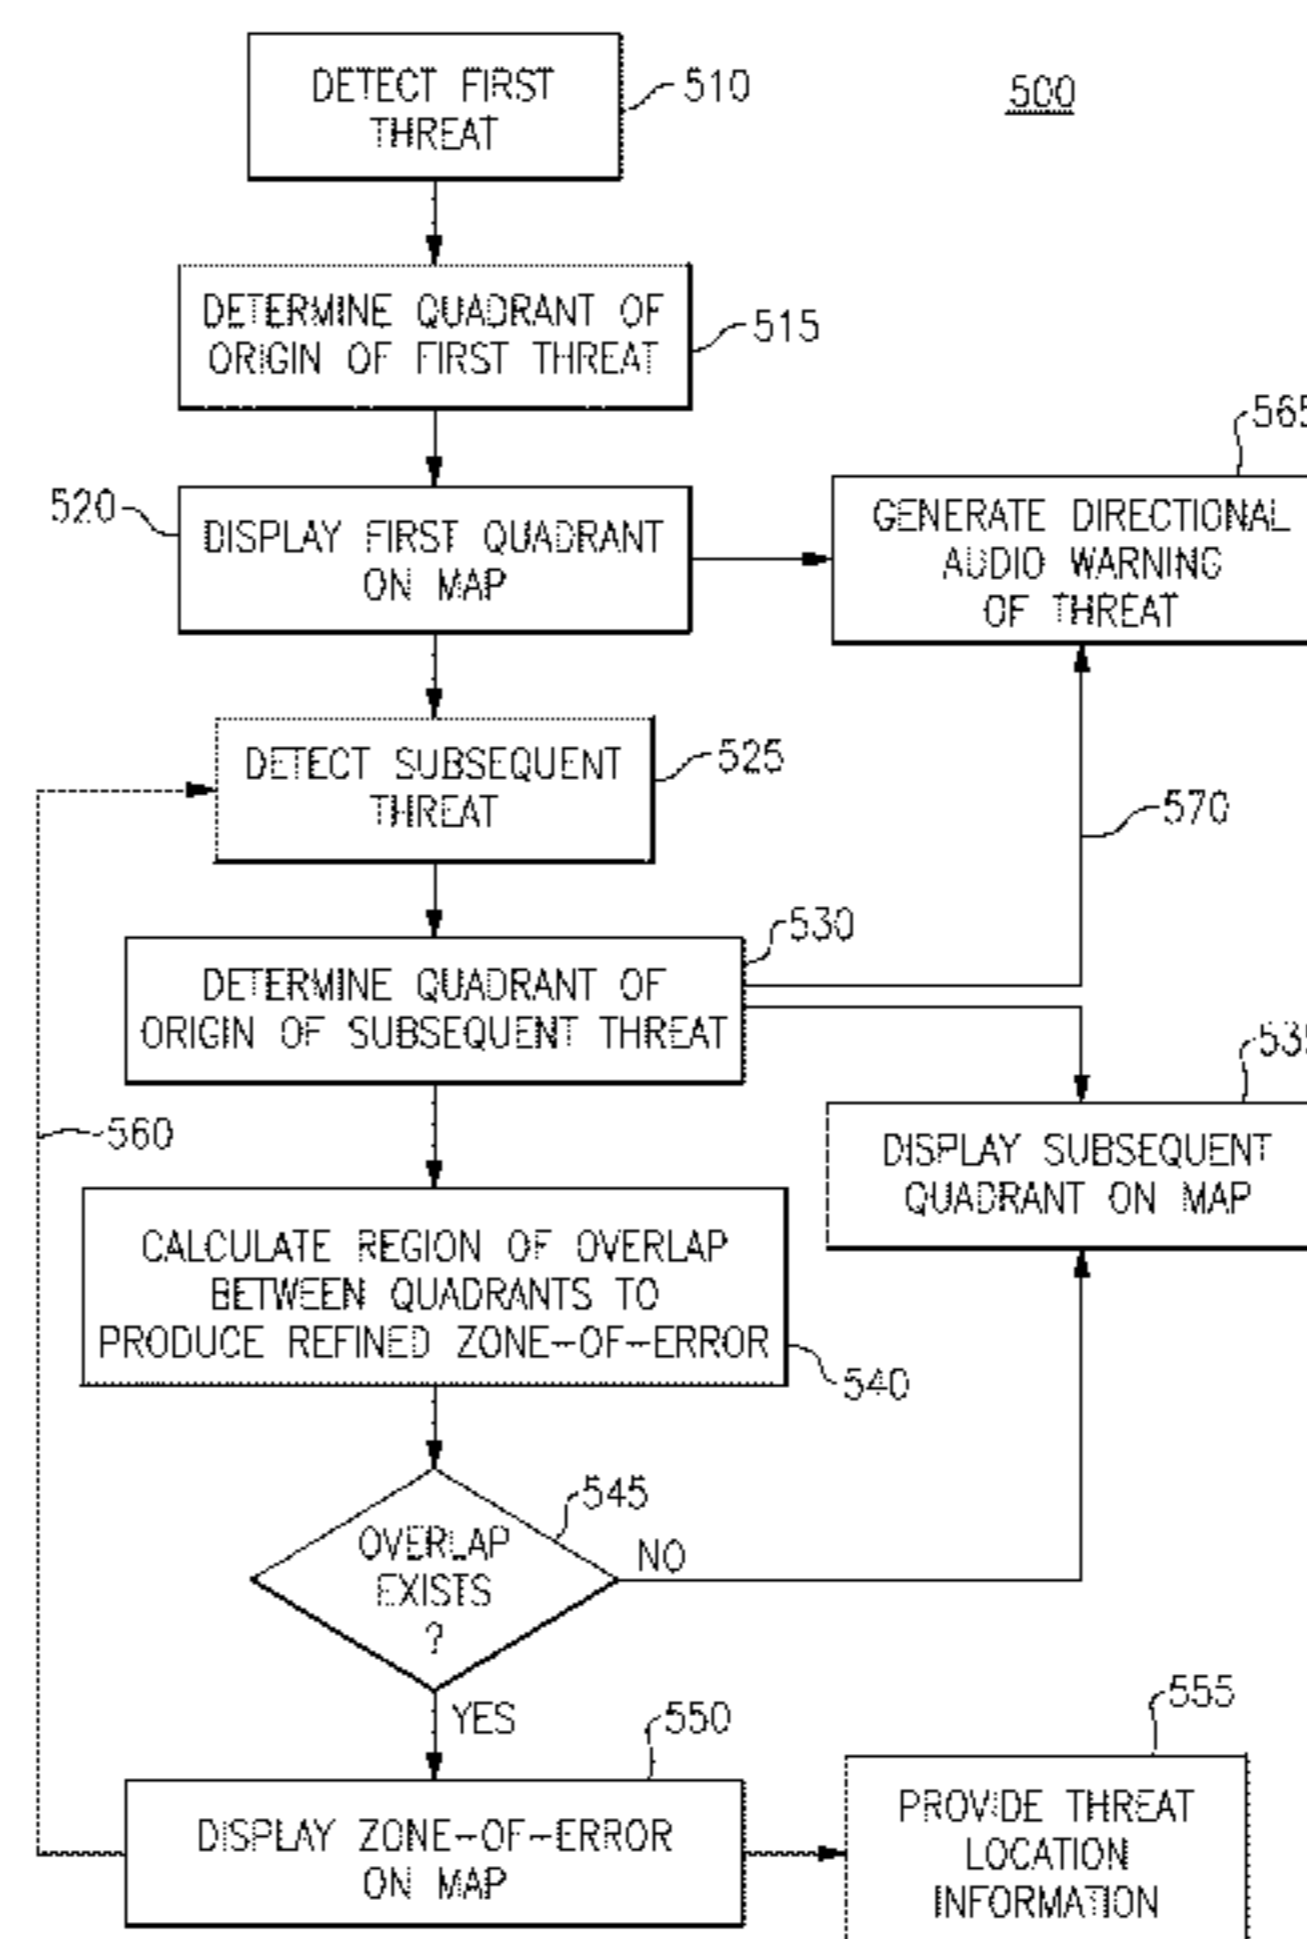 DETECT FIRST
THREAT
510
500
DETERMINE QUADRANT OF
ORIGIN OF FIRST THREAT
515
520
DISPLAY FIRST QUADRANT
ON MAP
565
GENERATE DIRECTIONAL
AUDIO WARNING
OF THREAT
DETECT SUBSEQUENT
THREAT
525
570
530
DETERMINE QUADRANT OF
ORIGIN OF SUBSEQUENT THREAT
535
DISPLAY SUBSEQUENT
QUADRANT ON MAP
560
CALCULATE REGION OF OVERLAP
BETWEEN QUADRANTS TO
PRODUCE REFINED ZONE-OF-ERROR
540
545
OVERLAP
EXISTS
?
NO
YES
550
DISPLAY ZONE-OF-ERROR
ON MAP
555
PROVIDE THREAT
LOCATION
INFORMATION